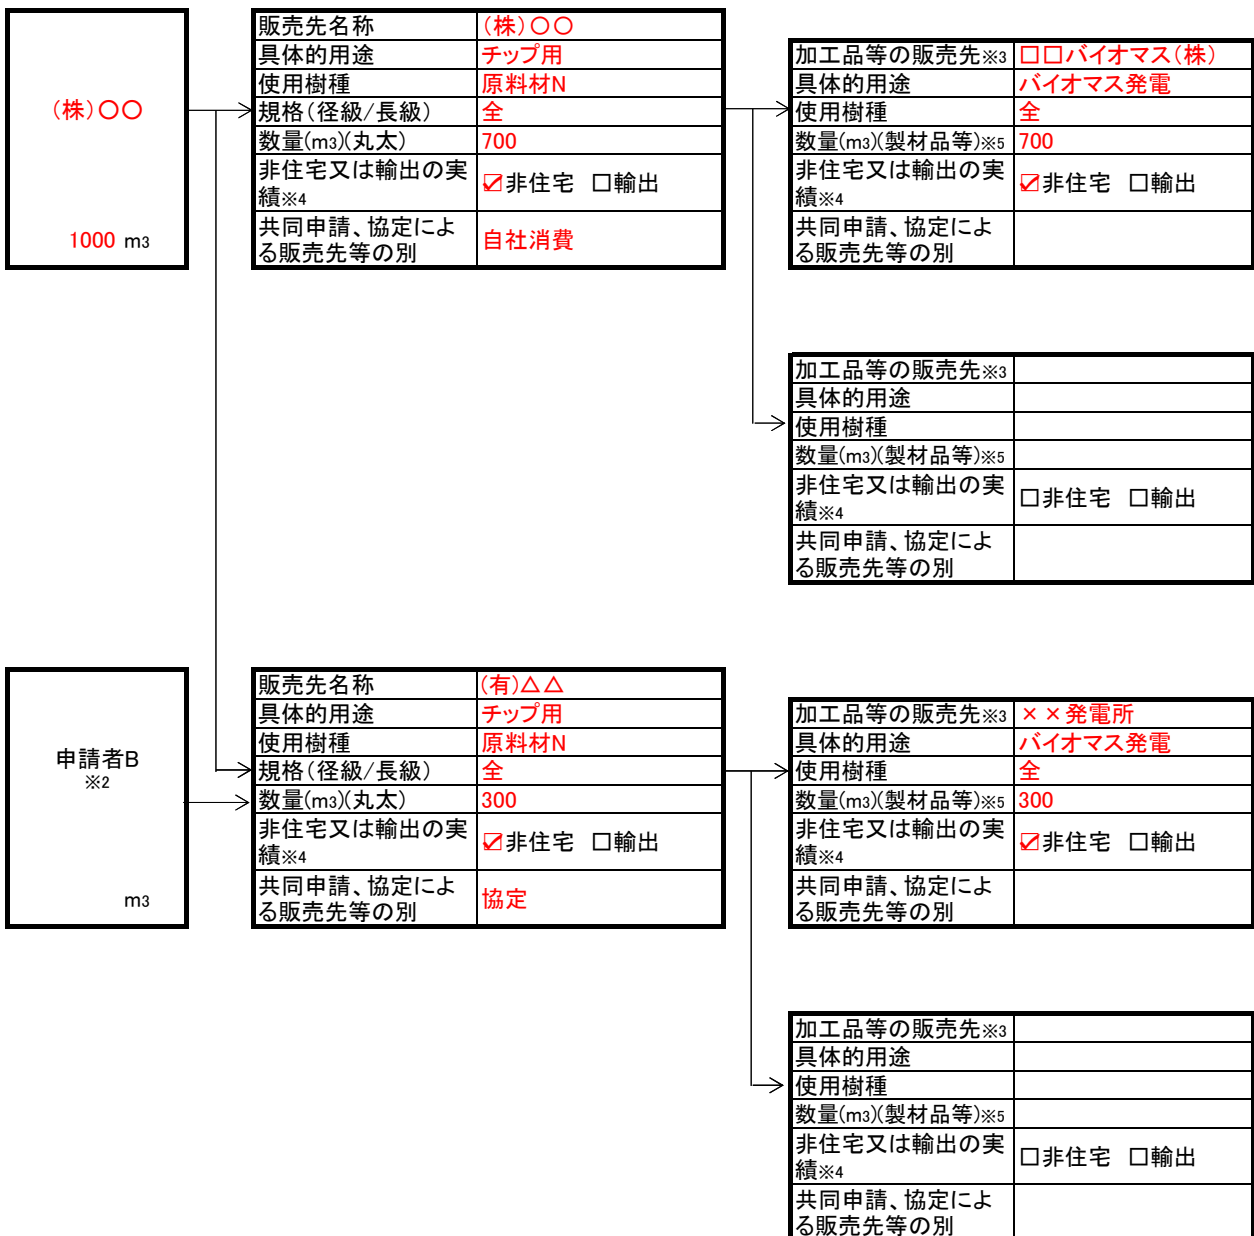 (株)〇〇
1000 m3
販売先名称 (株)〇〇
具体的用途 チップ用
使用樹種 原料材N
規格(径級/長級) 全
数量(m3)(丸太) 700
非住宅又は輸出の実
績※4
☑非住宅 □輸出
共同申請、協定によ
る販売先等の別
自社消費
加工品等の販売先※3 □□バイオマス(株)
具体的用途 バイオマス発電
使用樹種 全
数量(m3)(製材品等)※5 700
非住宅又は輸出の実
績※4
☑非住宅 □輸出
共同申請、協定によ
る販売先等の別
加工品等の販売先※3
具体的用途
使用樹種
数量(m3)(製材品等)※5
非住宅又は輸出の実
績※4
□非住宅 □輸出
共同申請、協定によ
る販売先等の別
申請者B
※2
m3
販売先名称 (有)△△
具体的用途 チップ用
使用樹種 原料材N
規格(径級/長級) 全
数量(m3)(丸太) 300
非住宅又は輸出の実
績※4
☑非住宅 □輸出
共同申請、協定によ
る販売先等の別
協定
加工品等の販売先※3 ××発電所
具体的用途 バイオマス発電
使用樹種 全
数量(m3)(製材品等)※5 300
非住宅又は輸出の実
績※4
☑非住宅 □輸出
共同申請、協定によ
る販売先等の別
加工品等の販売先※3
具体的用途
使用樹種
数量(m3)(製材品等)※5
非住宅又は輸出の実
績※4
□非住宅 □輸出
共同申請、協定によ
る販売先等の別